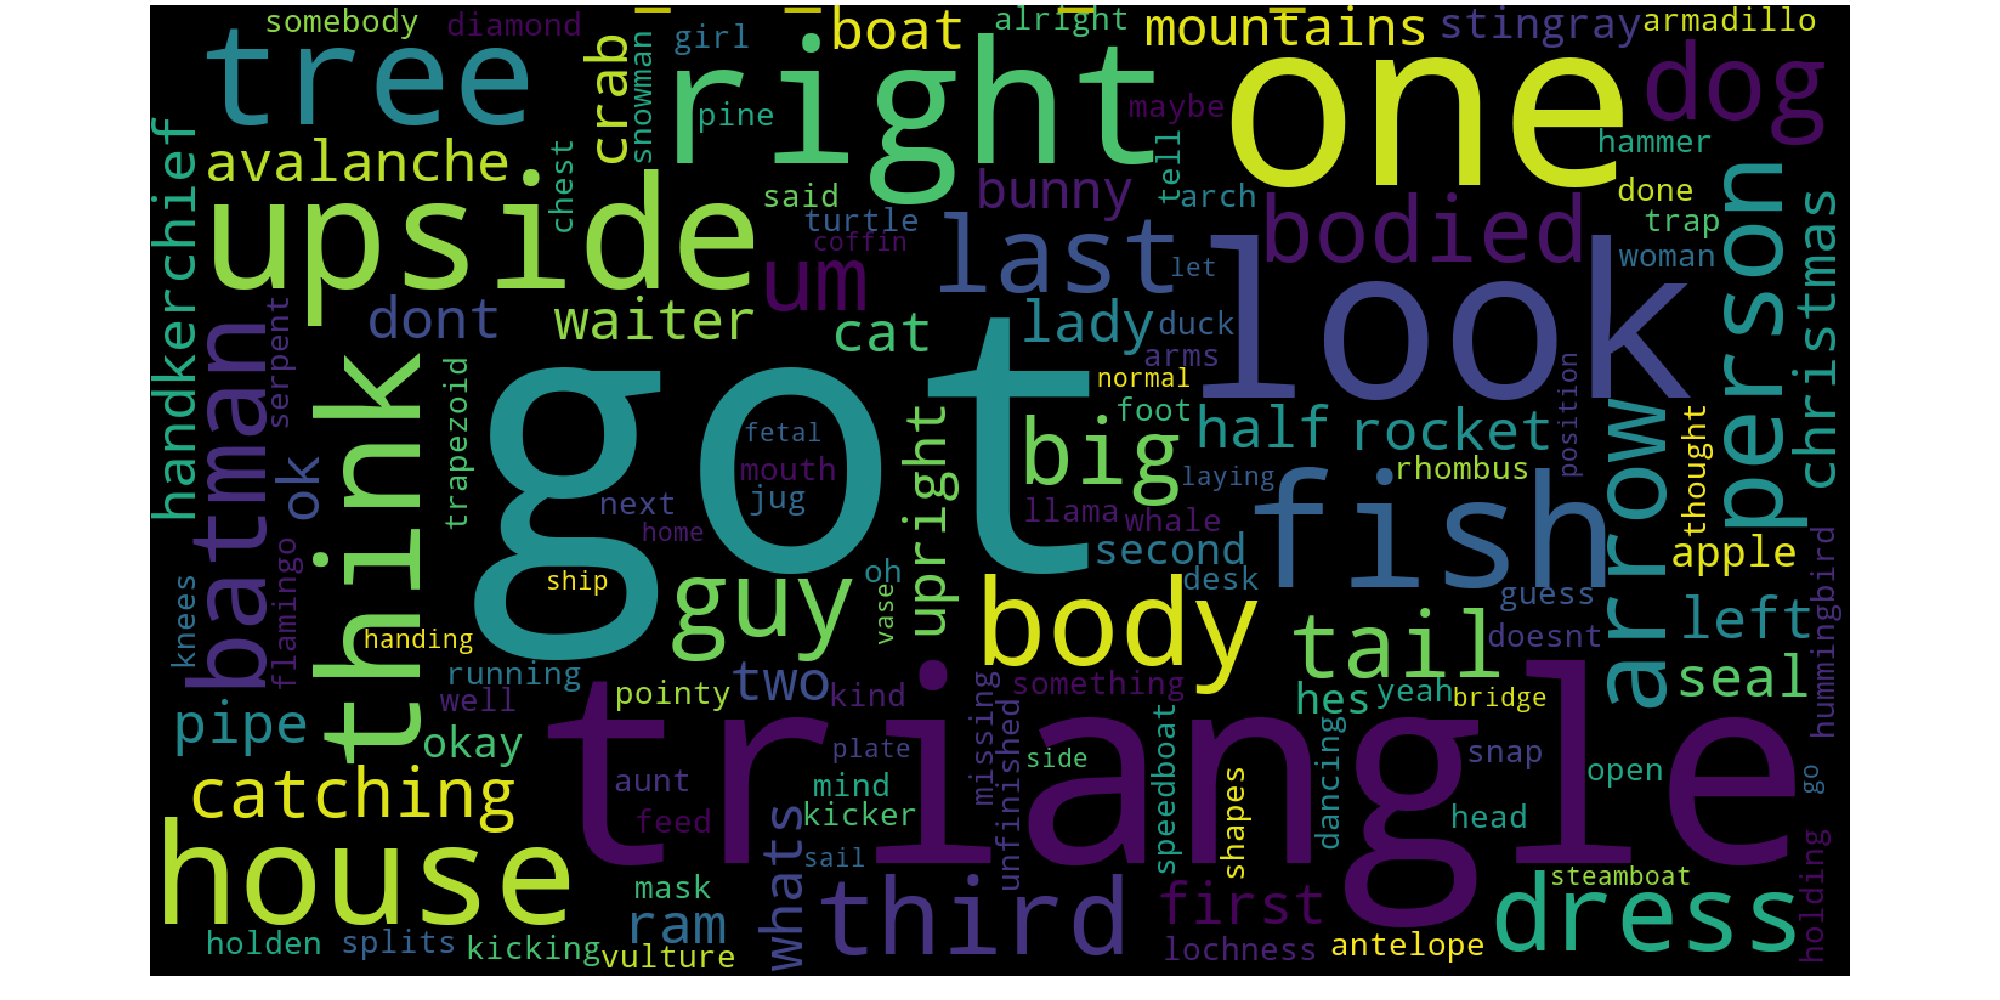 somebody
diamond
girl
boat
alright
mountains
stingray
armadillo
tree
crab
snowman
right
one
dog
pine
maybe
hammer
handkerchief
avalanche
chest
said
bunny
tell
arch
done
person
upside
turtle
coffin
last
bodied
trap
christmas
um
let
look
woman
batman
serpent
dont
waiter
cat
lady
duck
arms
think
trapezoid
got
normal
position
fetal
upright
big
foot
half
rocket
arrow
thought
mouth
rhombus
ok
next
jug
laying
fish
home
llama
whale
second
apple
hummingbird
flamingo
knees
ship
guy
oh
vase
body
desk
guess
left
handing
tail
doesnt
running
two
something
seal
well
pointy
kind
missing
hes
yeah
bridge
pipe
okay
triangle
plate
unfinished
side
speedboat
dancing
snap
open
go
catching
aunt
mind
shapes
house
feed
kicker
head
whats
sail
holding
mask
third
first
steamboat
dress
ram
holden
splits
kicking
vulture
lochness
antelope